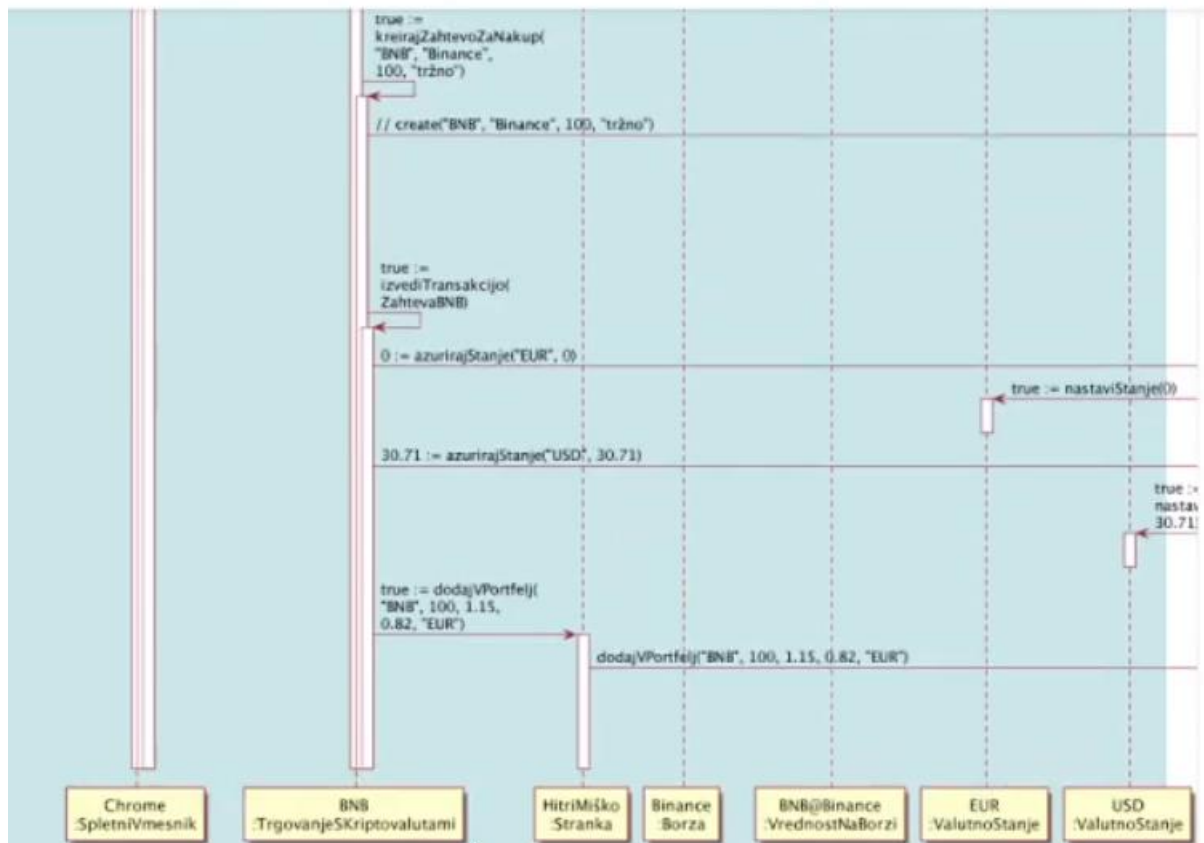 true :=
kreirajZahtevoZaNakup(
"BNB", "Binance",
100, "tržno")
// create("BNB", "Binance", 100, "tržno")
true :=
izvediTransakcijo(
ZahtevaBNB)
0 := azurirajStanje("EUR", 0)
true := nastaviStanje(0)
30.71 := azurirajStanje("USD", 30.71)
true :=
nastav
30.71
true := dodajVPortfelj(
"BNB", 100, 1.15,
0.82, "EUR")
dodajVPortfelj("BNB", 100, 1.15, 0.82, "EUR")
Chrome
:SpletniVmesnik
BNB
:TrgovanjeSKriptovalutami
HitriMiško
:Stranka
Binance
:Borza
BNB@Binance
:VrednostNaBorzi
EUR
:ValutnoStanje
USD
:ValutnoStanje